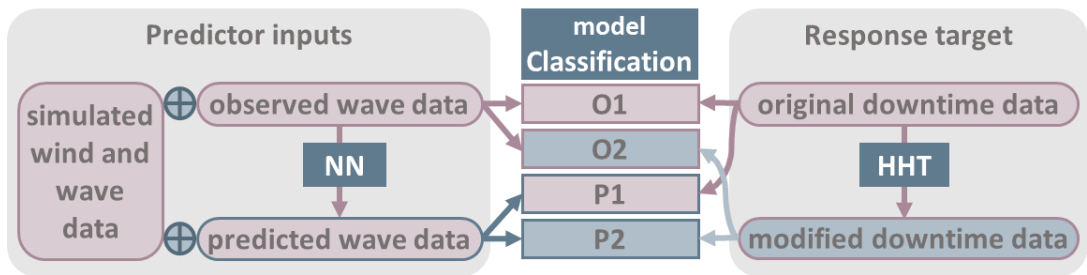 Predictor inputs
simulated
wind and
wave
data
observed wave data
NN
predicted wave data
model
Classification
O1
O2
P1
P2
Response target
original downtime data
HHT
modified downtime data